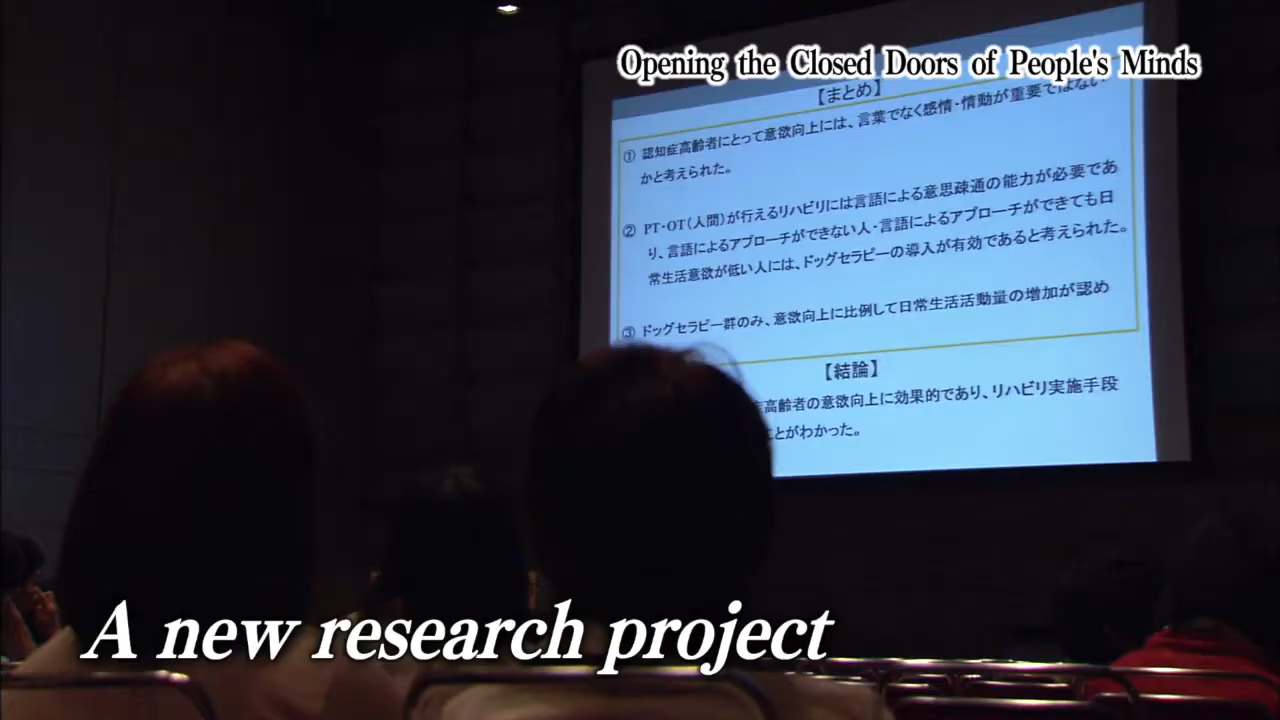 Opening the Closed Doors of People's Minds
【まとめ】
① 認知症高齢者にとって意欲向上には、言葉でなく感情・情動が重要ではない
かと考えられた。
② PT・OT(人間)が行えるリハビリには言語による意思疎通の能力が必要であ
り、言語によるアプローチができない人・言語によるアプローチができても日
常生活意欲が低い人には、ドッグセラピーの導入が有効であると考えられた。
③ ドッグセラピー群のみ、意欲向上に比例して日常生活活動量の増加が認め
【結論】
高齢者の意欲向上に効果的であり、リハビリ実施手段
ことがわかった。
A new research project